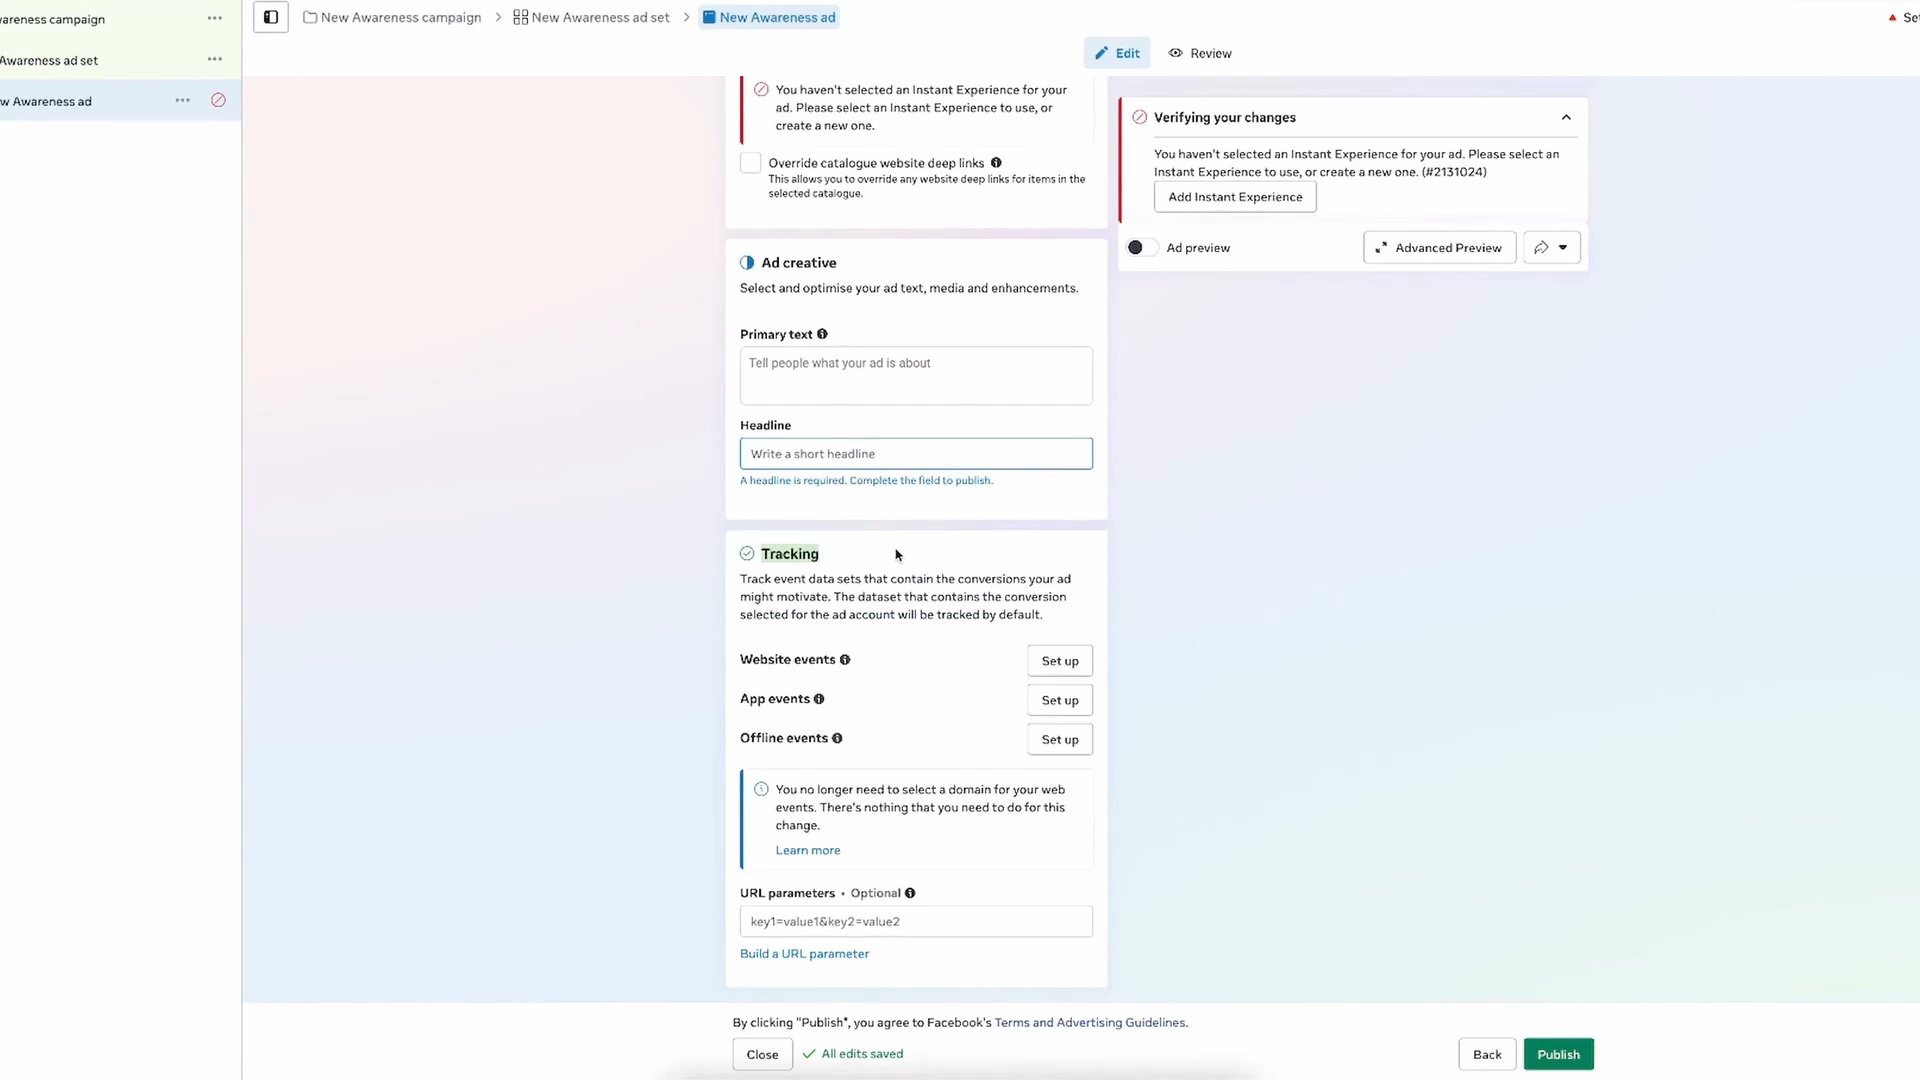 areness campaign
New Awareness campaign
New Awareness ad set
New Awareness ad
Set
Awareness ad set
w Awareness ad
Edit
Review
You haven't selected an Instant Experience for your
ad. Please select an Instant Experience to use, or
create a new one.
Override catalogue website deep links
This allows you to override any website deep links for items in the
selected catalogue.
Verifying your changes
You haven't selected an Instant Experience for your ad. Please select an
Instant Experience to use, or create a new one. (#2131024)
Add Instant Experience
Ad preview
Advanced Preview
Ad creative
Select and optimise your ad text, media and enhancements.
Primary text
Tell people what your ad is about
Headline
Write a short headline
A headline is required. Complete the field to publish.
Tracking
Track event data sets that contain the conversions your ad
might motivate. The dataset that contains the conversion
selected for the ad account will be tracked by default.
Website events
Set up
App events
Set up
Offline events
Set up
You no longer need to select a domain for your web
events. There's nothing that you need to do for this
change.
Learn more
URL parameters • Optional
key1=value1&key2=value2
Build a URL parameter
By clicking "Publish", you agree to Facebook's Terms and Advertising Guidelines.
Close
All edits saved
Back
Publish